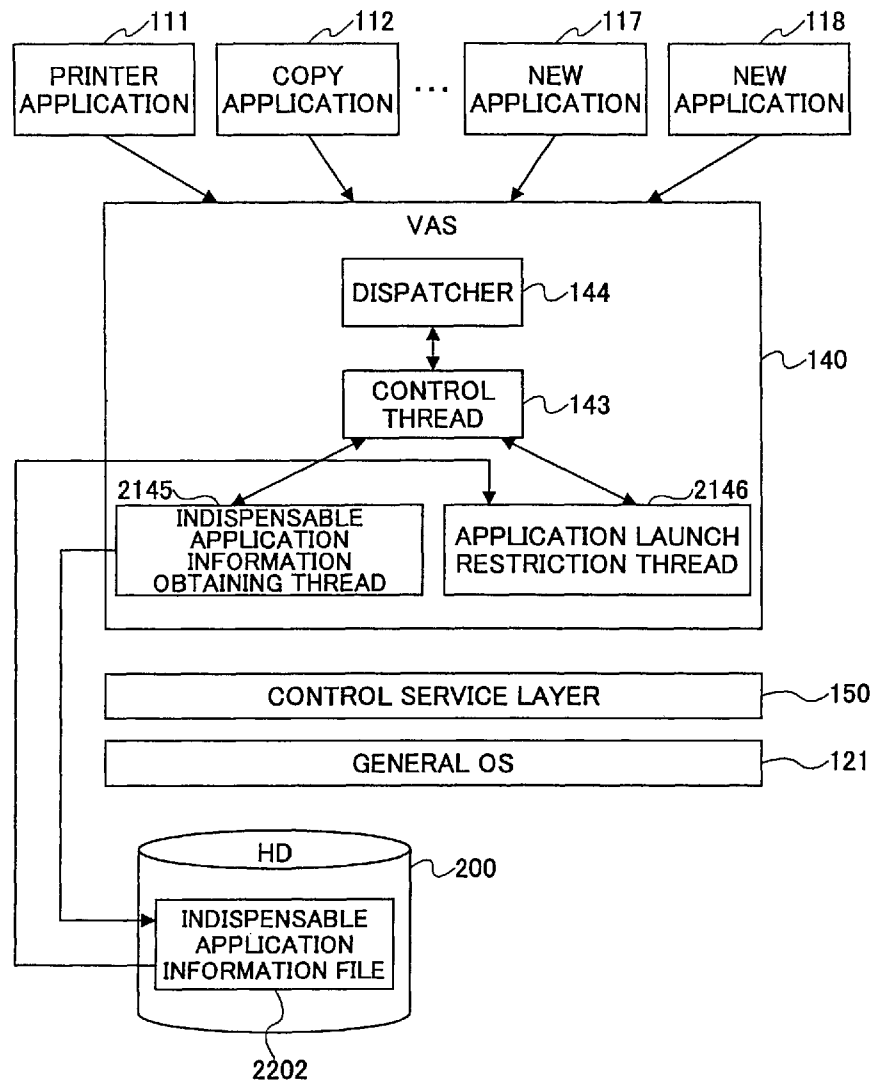 111
112
117
118
PRINTER
APPLICATION
COPY
APPLICATION
...
NEW
APPLICATION
NEW
APPLICATION
VAS
DISPATCHER
144
140
CONTROL
THREAD
143
2145
2146
INDISPENSABLE
APPLICATION
INFORMATION
OBTAINING THREAD
APPLICATION LAUNCH
RESTRICTION THREAD
CONTROL SERVICE LAYER
150
GENERAL OS
121
HD
200
INDISPENSABLE
APPLICATION
INFORMATION FILE
2202